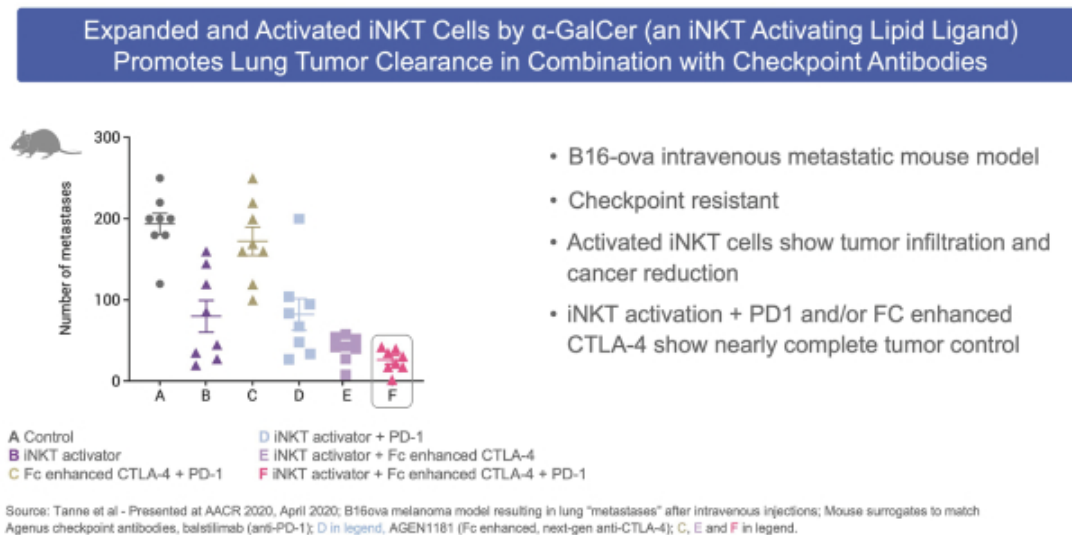 Expanded and Activated iNKT Cells by α-GalCer (an iNKT Activating Lipid Ligand)
Promotes Lung Tumor Clearance in Combination with Checkpoint Antibodies
Number of metastases
300
200
100
0
A B C D E F
• B16-ova intravenous metastatic mouse model
• Checkpoint resistant
• Activated iNKT cells show tumor infiltration and
cancer reduction
• iNKT activation + PD1 and/or FC enhanced
CTLA-4 show nearly complete tumor control
A Control
B iNKT activator
C Fc enhanced CTLA-4 + PD-1
D iNKT activator + PD-1
E iNKT activator + Fc enhanced CTLA-4
F iNKT activator + Fc enhanced CTLA-4 + PD-1
Source: Tanne et al - Presented at AACR 2020, April 2020; B16ova melanoma model resulting in lung "metastases" after intravenous injections; Mouse surrogates to match
Agenus checkpoint antibodies, balstilimab (anti-PD-1); D in legend, AGEN1181 (Fc enhanced, next-gen anti-CTLA-4); C, E and F in legend.